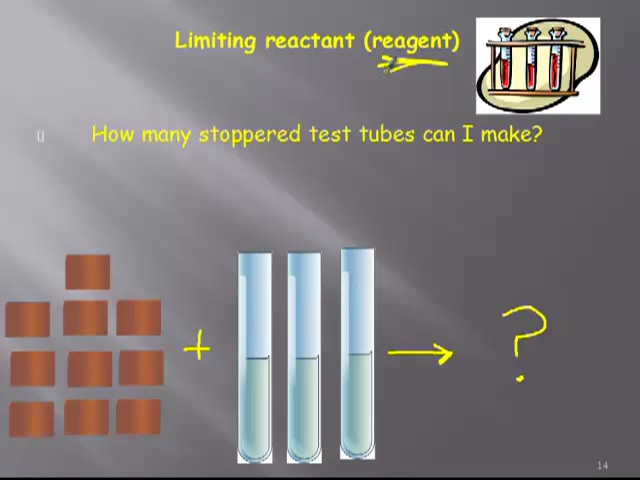 Limiting reactant (reagent)
How many stoppered test tubes can I make?
+ → ?
14